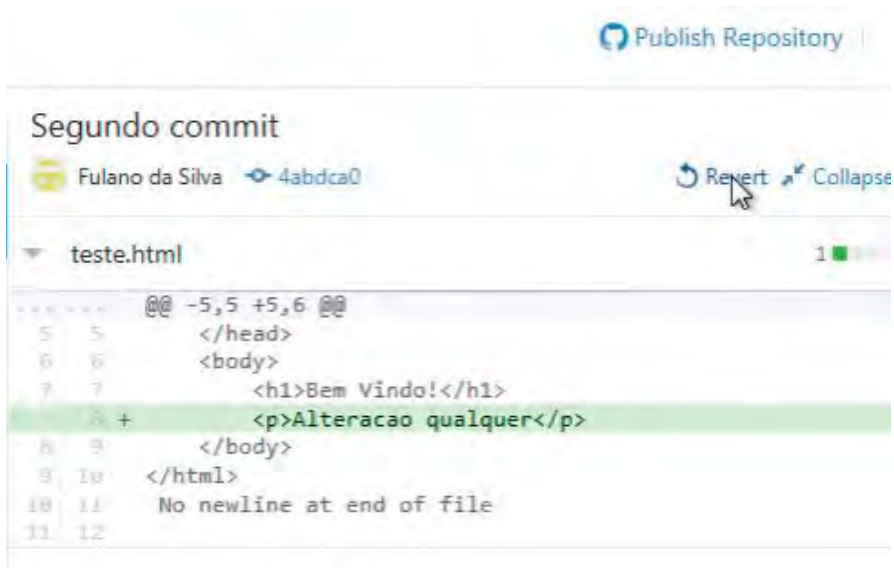 Publish Repository
Segundo commit
Fulano da Silva 4abdca0 Revert Collapse
teste.html 1
... ... @@ -5,5 +5,6 @@
5 5 </head>
6 6 <body>
7 7 <h1>Bem Vindo!</h1>
8 + <p>Alteracao qualquer</p>
8 9 </body>
9 10 </html>
10 11 No newline at end of file
11 12